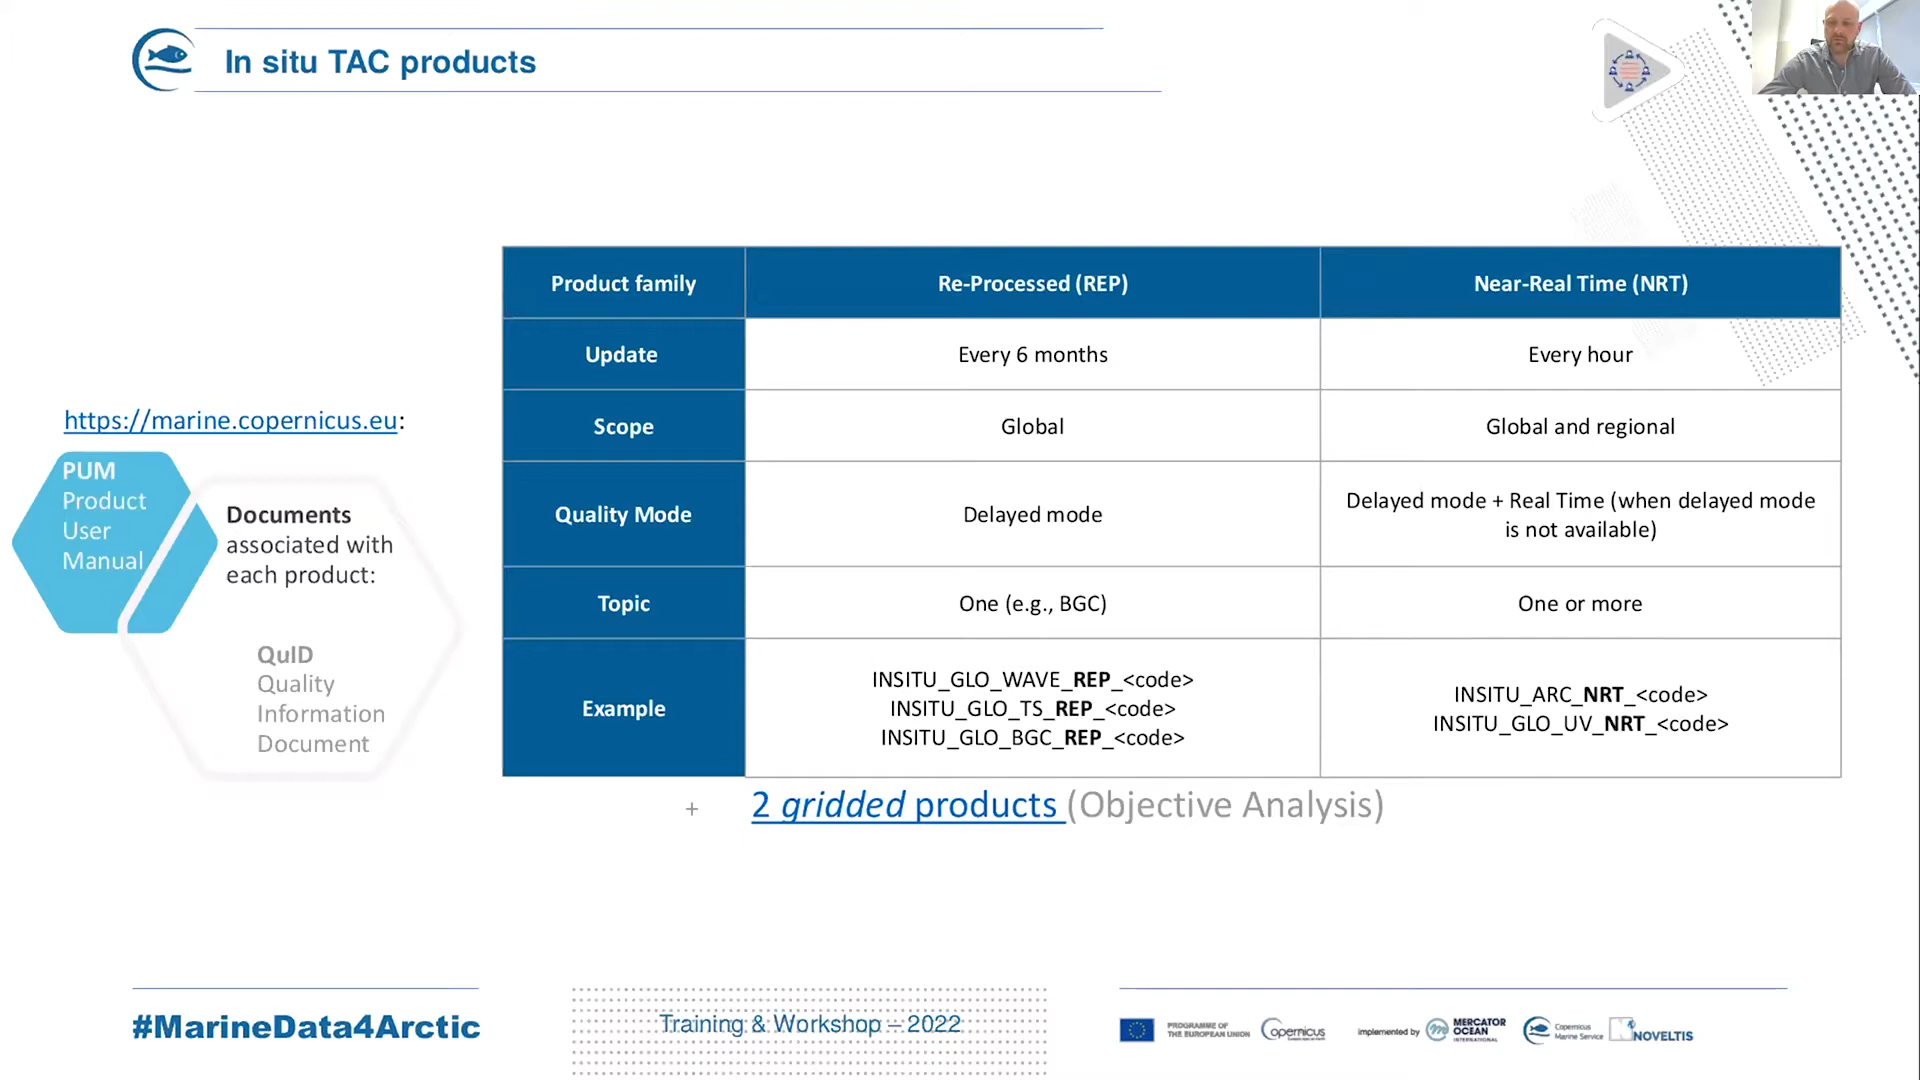 In situ TAC products
Product family
Re-Processed (REP)
Near-Real Time (NRT)
Update
Every 6 months
Every hour
Scope
Global
Global and regional
Quality Mode
Delayed mode
Delayed mode + Real Time (when delayed mode
is not available)
Topic
One (e.g., BGC)
One or more
Example
INSITU_GLO_WAVE_REP_<code>
INSITU_GLO_TS_REP_<code>
INSITU_GLO_BGC_REP_<code>
INSITU_ARC_NRT_<code>
INSITU_GLO_UV_NRT_<code>
https://marine.copernicus.eu:
PUM
Product
User
Manual
Documents
associated with
each product:
QuID
Quality
Information
Document
+ 2 gridded products (Objective Analysis)
#MarineData4Arctic
Training & Workshop – 2022
PROGRAMME OF
THE EUROPEAN UNION
opernicus
implemented by
MERCATOR
OCEAN
INTERNATIONAL
Copernicus
Marine Service
NOVELTIS